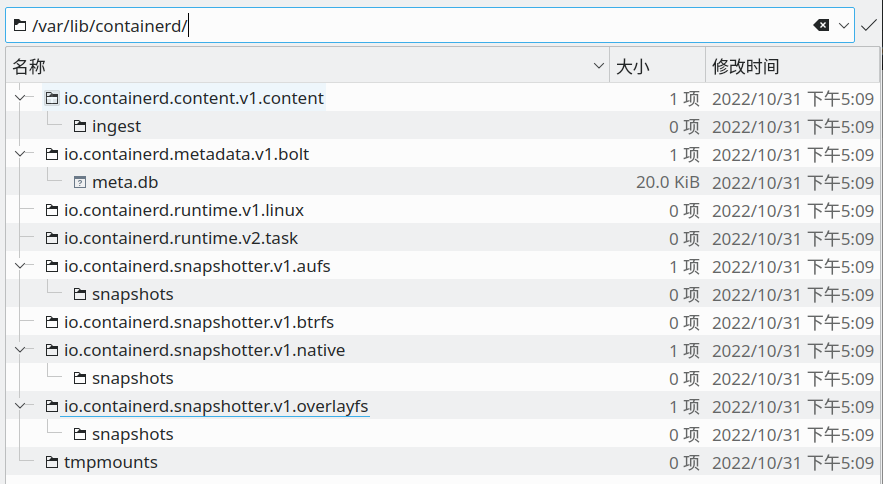 /var/lib/containerd/
名称 大小 修改时间
io.containerd.content.v1.content 1 项 2022/10/31 下午5:09
ingest 0 项 2022/10/31 下午5:09
io.containerd.metadata.v1.bolt 1 项 2022/10/31 下午5:09
meta.db 20.0 KiB 2022/10/31 下午5:09
io.containerd.runtime.v1.linux 0 项 2022/10/31 下午5:09
io.containerd.runtime.v2.task 0 项 2022/10/31 下午5:09
io.containerd.snapshotter.v1.aufs 1 项 2022/10/31 下午5:09
snapshots 0 项 2022/10/31 下午5:09
io.containerd.snapshotter.v1.btrfs 0 项 2022/10/31 下午5:09
io.containerd.snapshotter.v1.native 1 项 2022/10/31 下午5:09
snapshots 0 项 2022/10/31 下午5:09
io.containerd.snapshotter.v1.overlayfs 1 项 2022/10/31 下午5:09
snapshots 0 项 2022/10/31 下午5:09
tmpmounts 0 项 2022/10/31 下午5:09